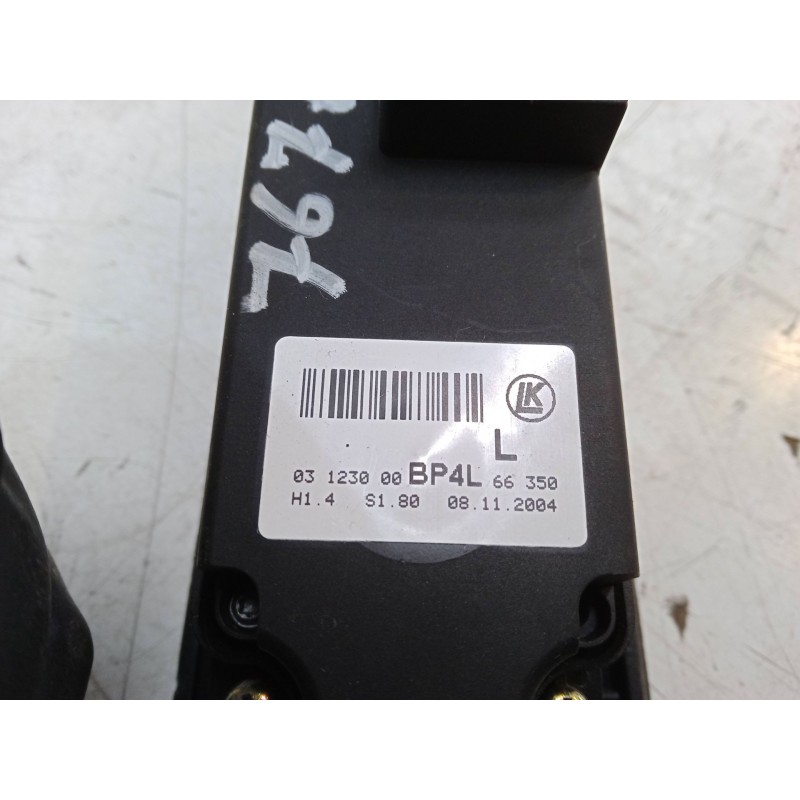 LK
L
03 1230 00 BP4L 66 350
H1.4 S1.80 08.11.2004